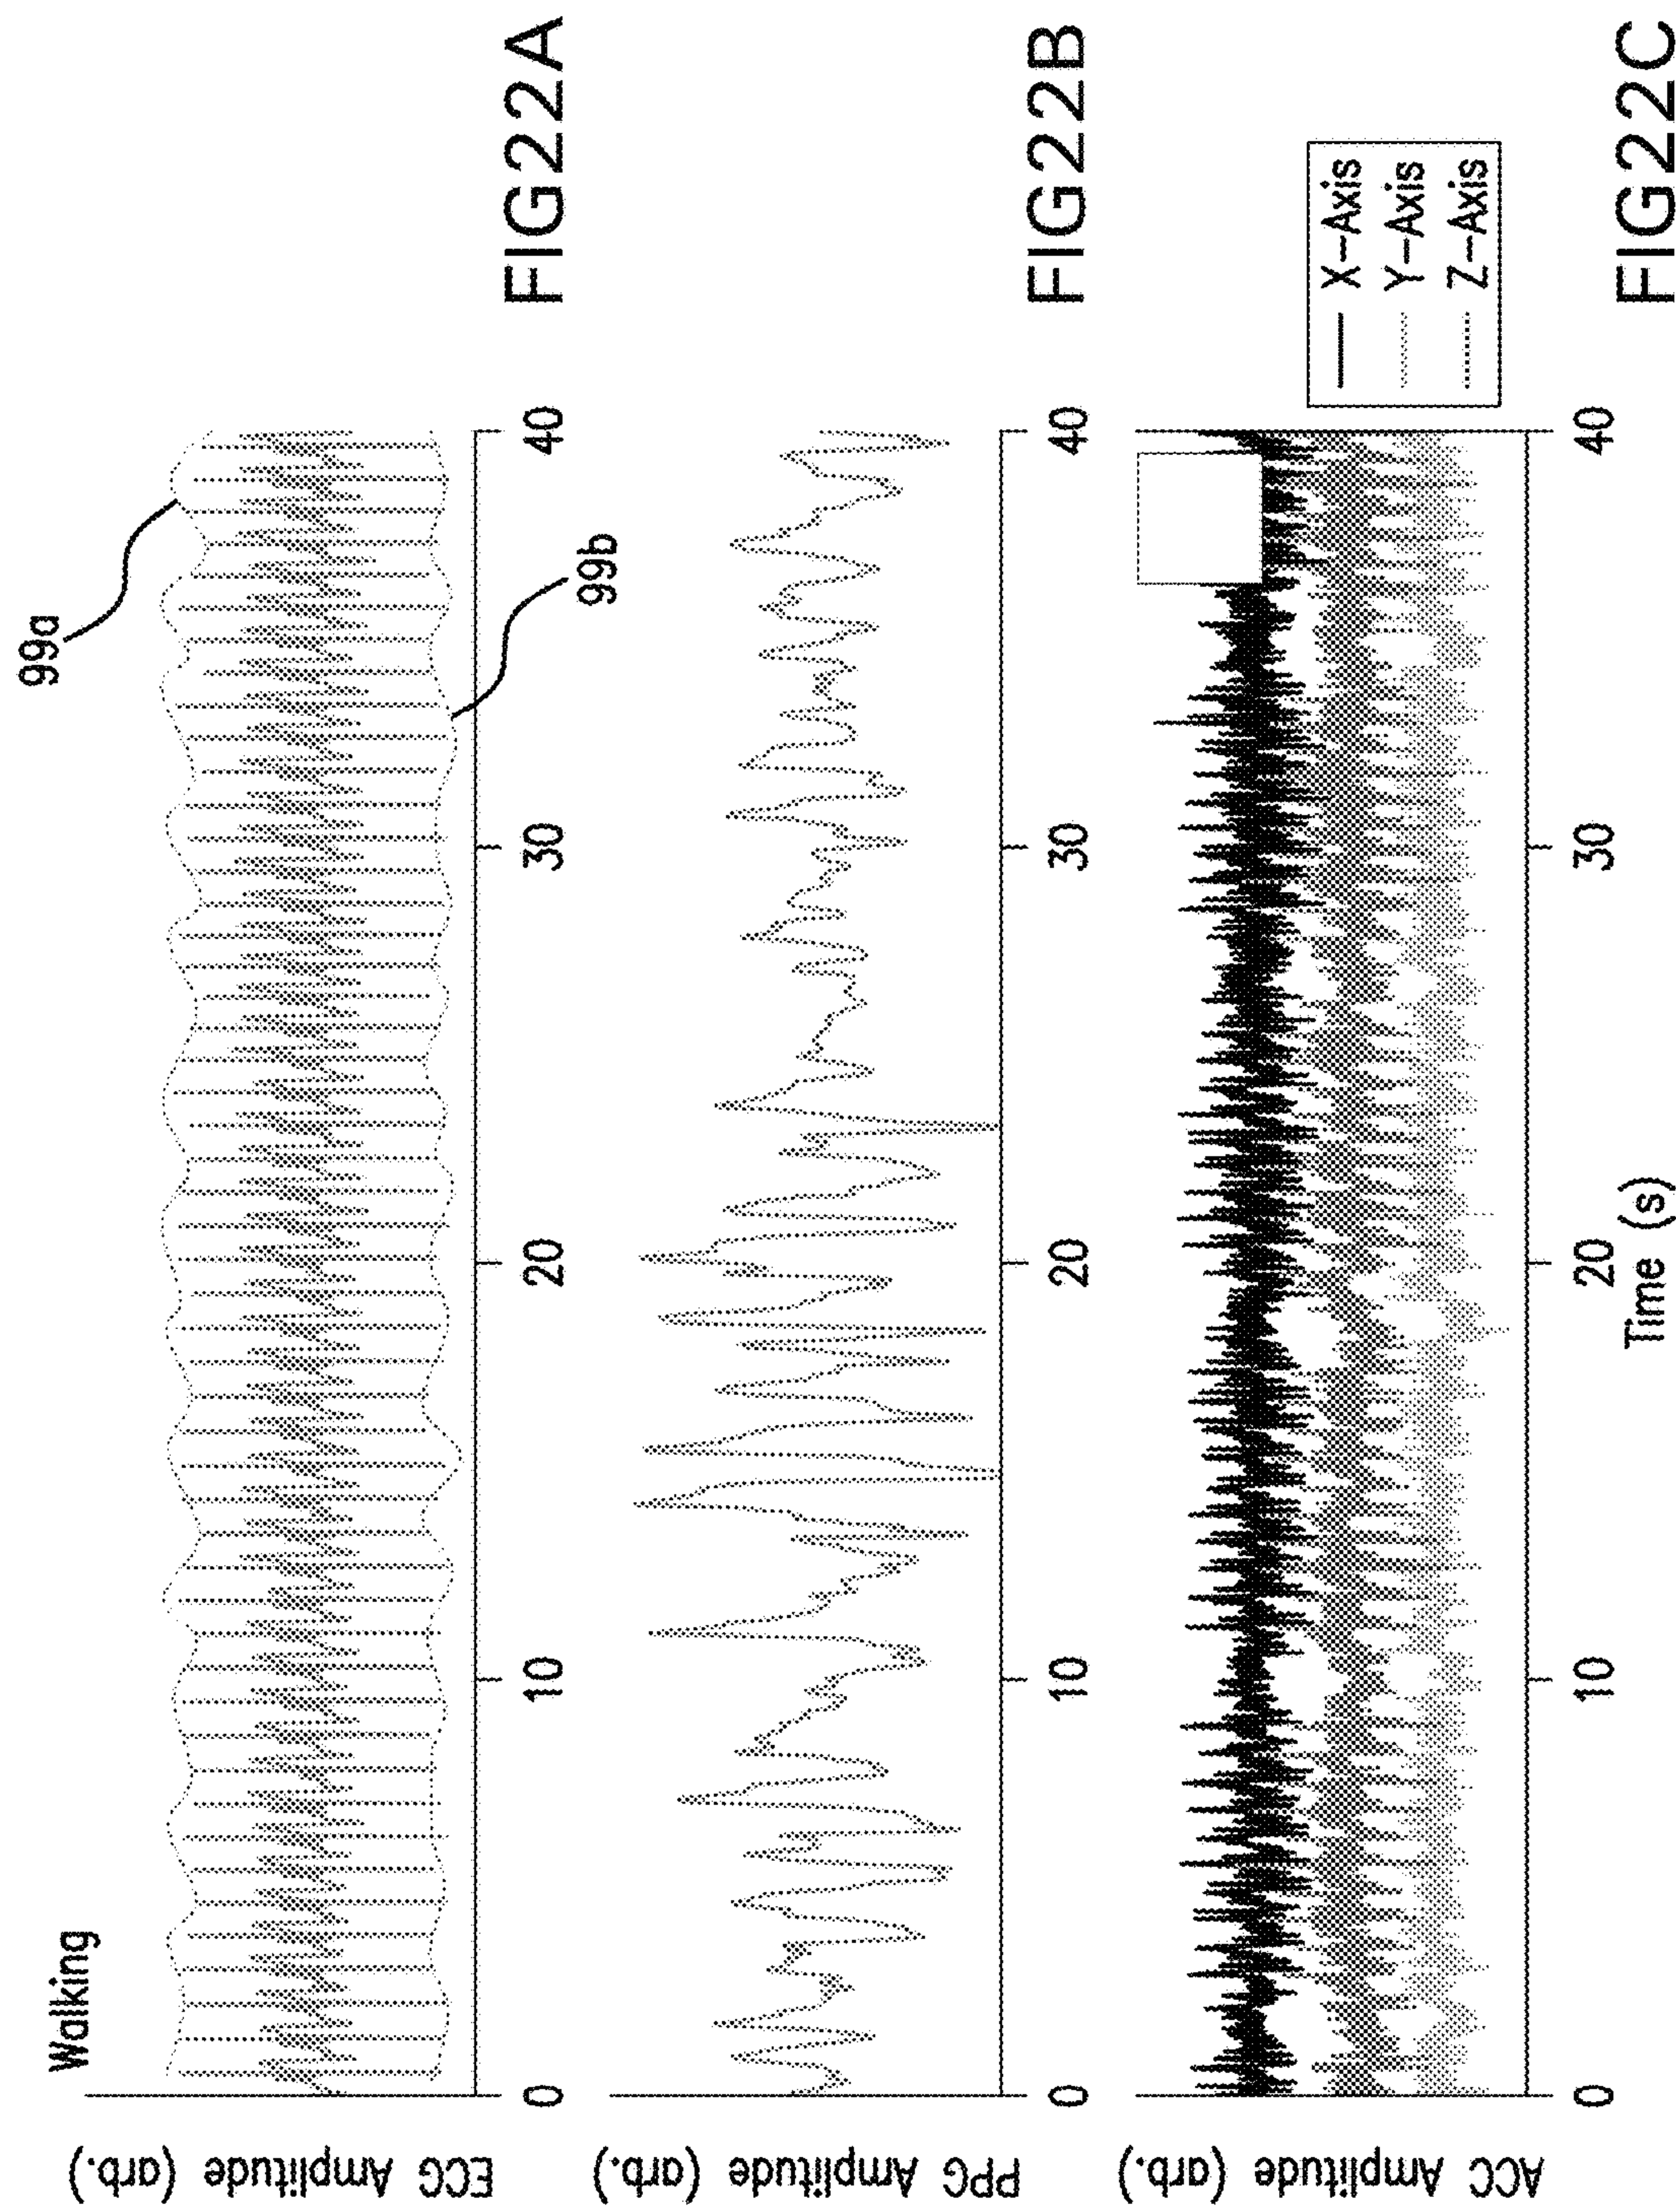 Walking
99a
ECG Amplitude (arb.)
0 10 20 30 40
99b
FIG22A
PPG Amplitude (arb.)
0 10 20 30 40
FIG22B
ACC Amplitude (arb.)
X-Axis
Y-Axis
Z-Axis
0 10 20 30 40
Time (s)
FIG22C